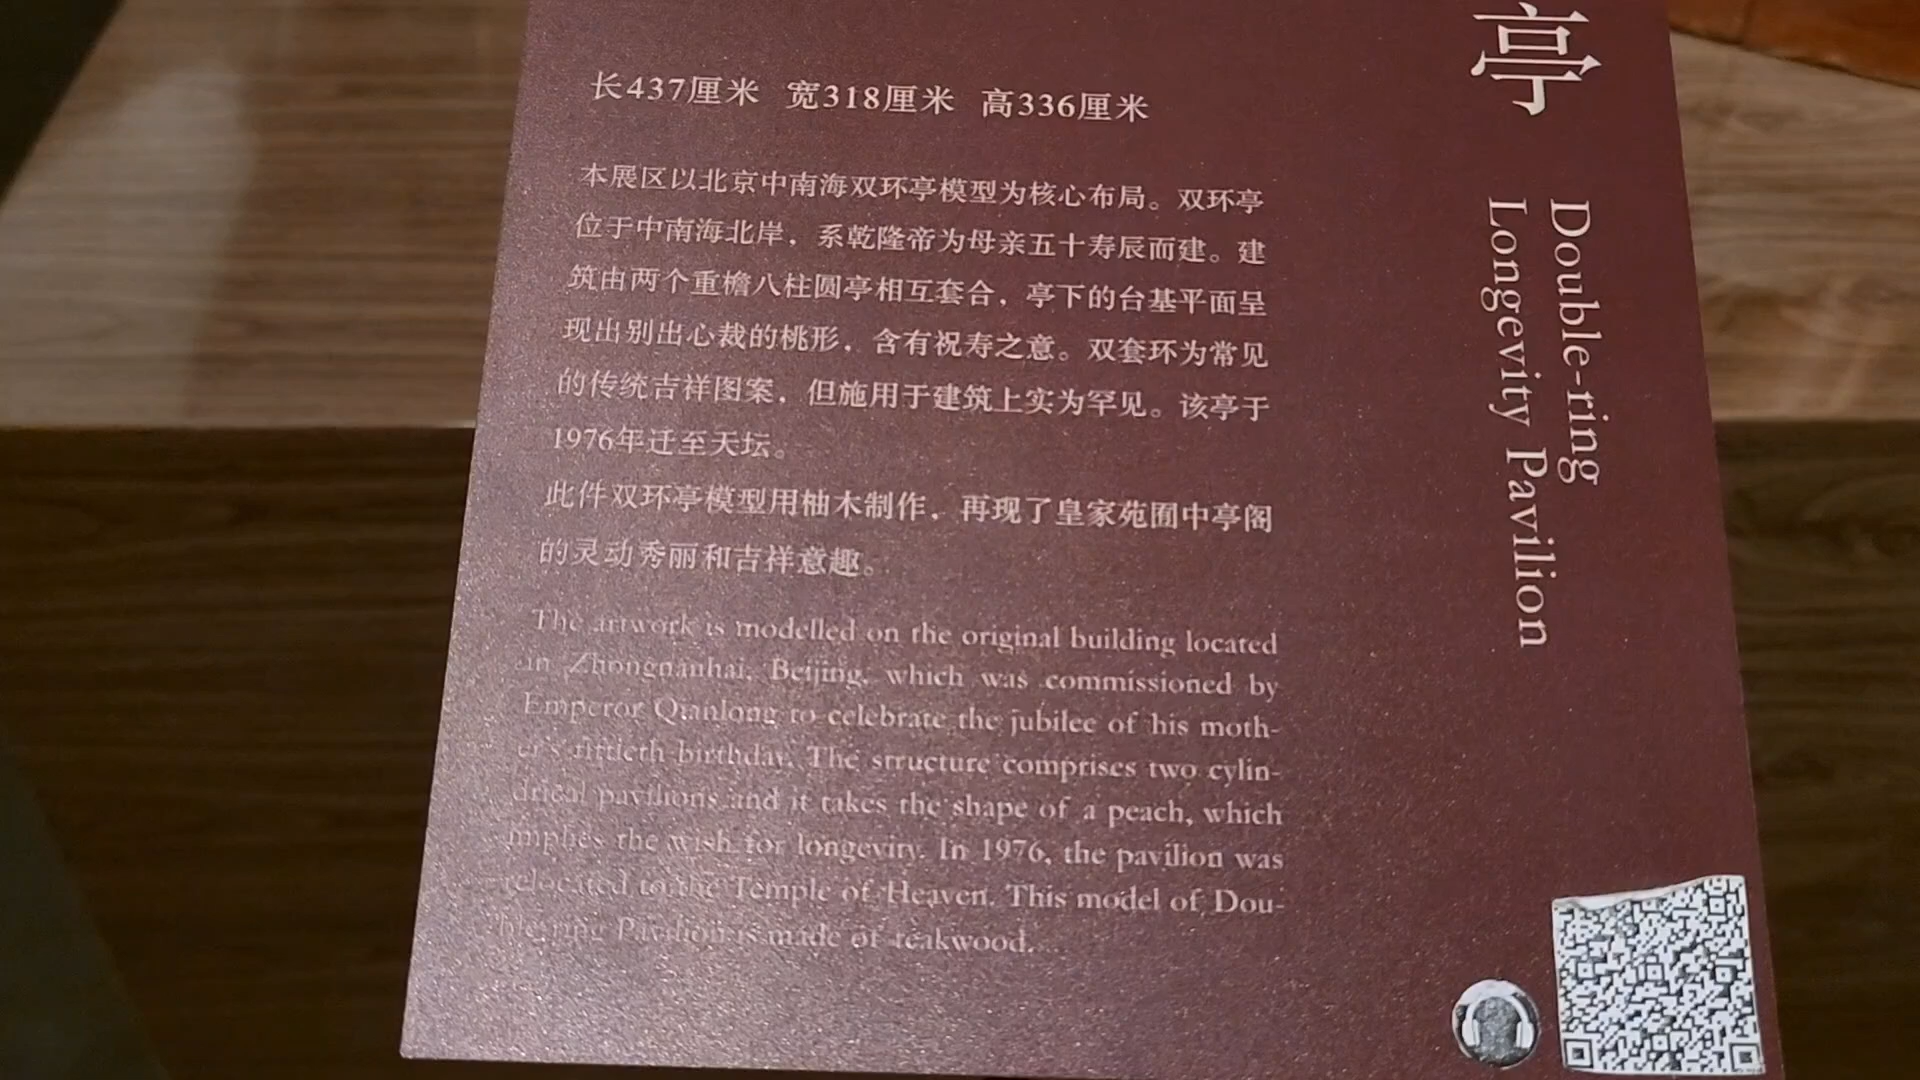 亭
Double-ring
Longevity Pavilion
长437厘米 宽318厘米 高336厘米
本展区以北京中南海双环亭模型为核心布局。双环亭
位于中南海北岸，系乾隆帝为母亲五十寿辰而建。建
筑由两个重檐八柱圆亭相互套合，亭下的台基平面呈
现出别出心裁的桃形，含有祝寿之意。双套环为常见
的传统吉祥图案，但施用于建筑上实为罕见。该亭于
1976年迁至天坛。
此件双环亭模型用柚木制作，再现了皇家苑囿中亭阁
的灵动秀丽和吉祥意趣。
The artwork is modelled on the original building located
in Zhongnanhai, Beijing, which was commissioned by
Emperor Qianlong to celebrate the jubilee of his moth-
er's fiftieth birthday. The structure comprises two cylin-
drical pavilions and it takes the shape of a peach, which
implies the wish for longevity. In 1976, the pavilion was
relocated to the Temple of Heaven. This model of Dou-
ble-ring Pavilion is made of teakwood.